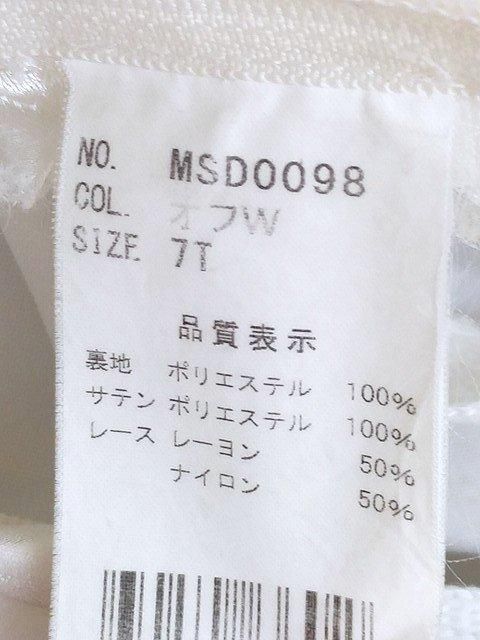 NO. MSD0098
COL. オフW
SIZE 7T
品質表示
裏地 ポリエステル 100%
サテン ポリエステル 100%
レース レーヨン 50%
ナイロン 50%